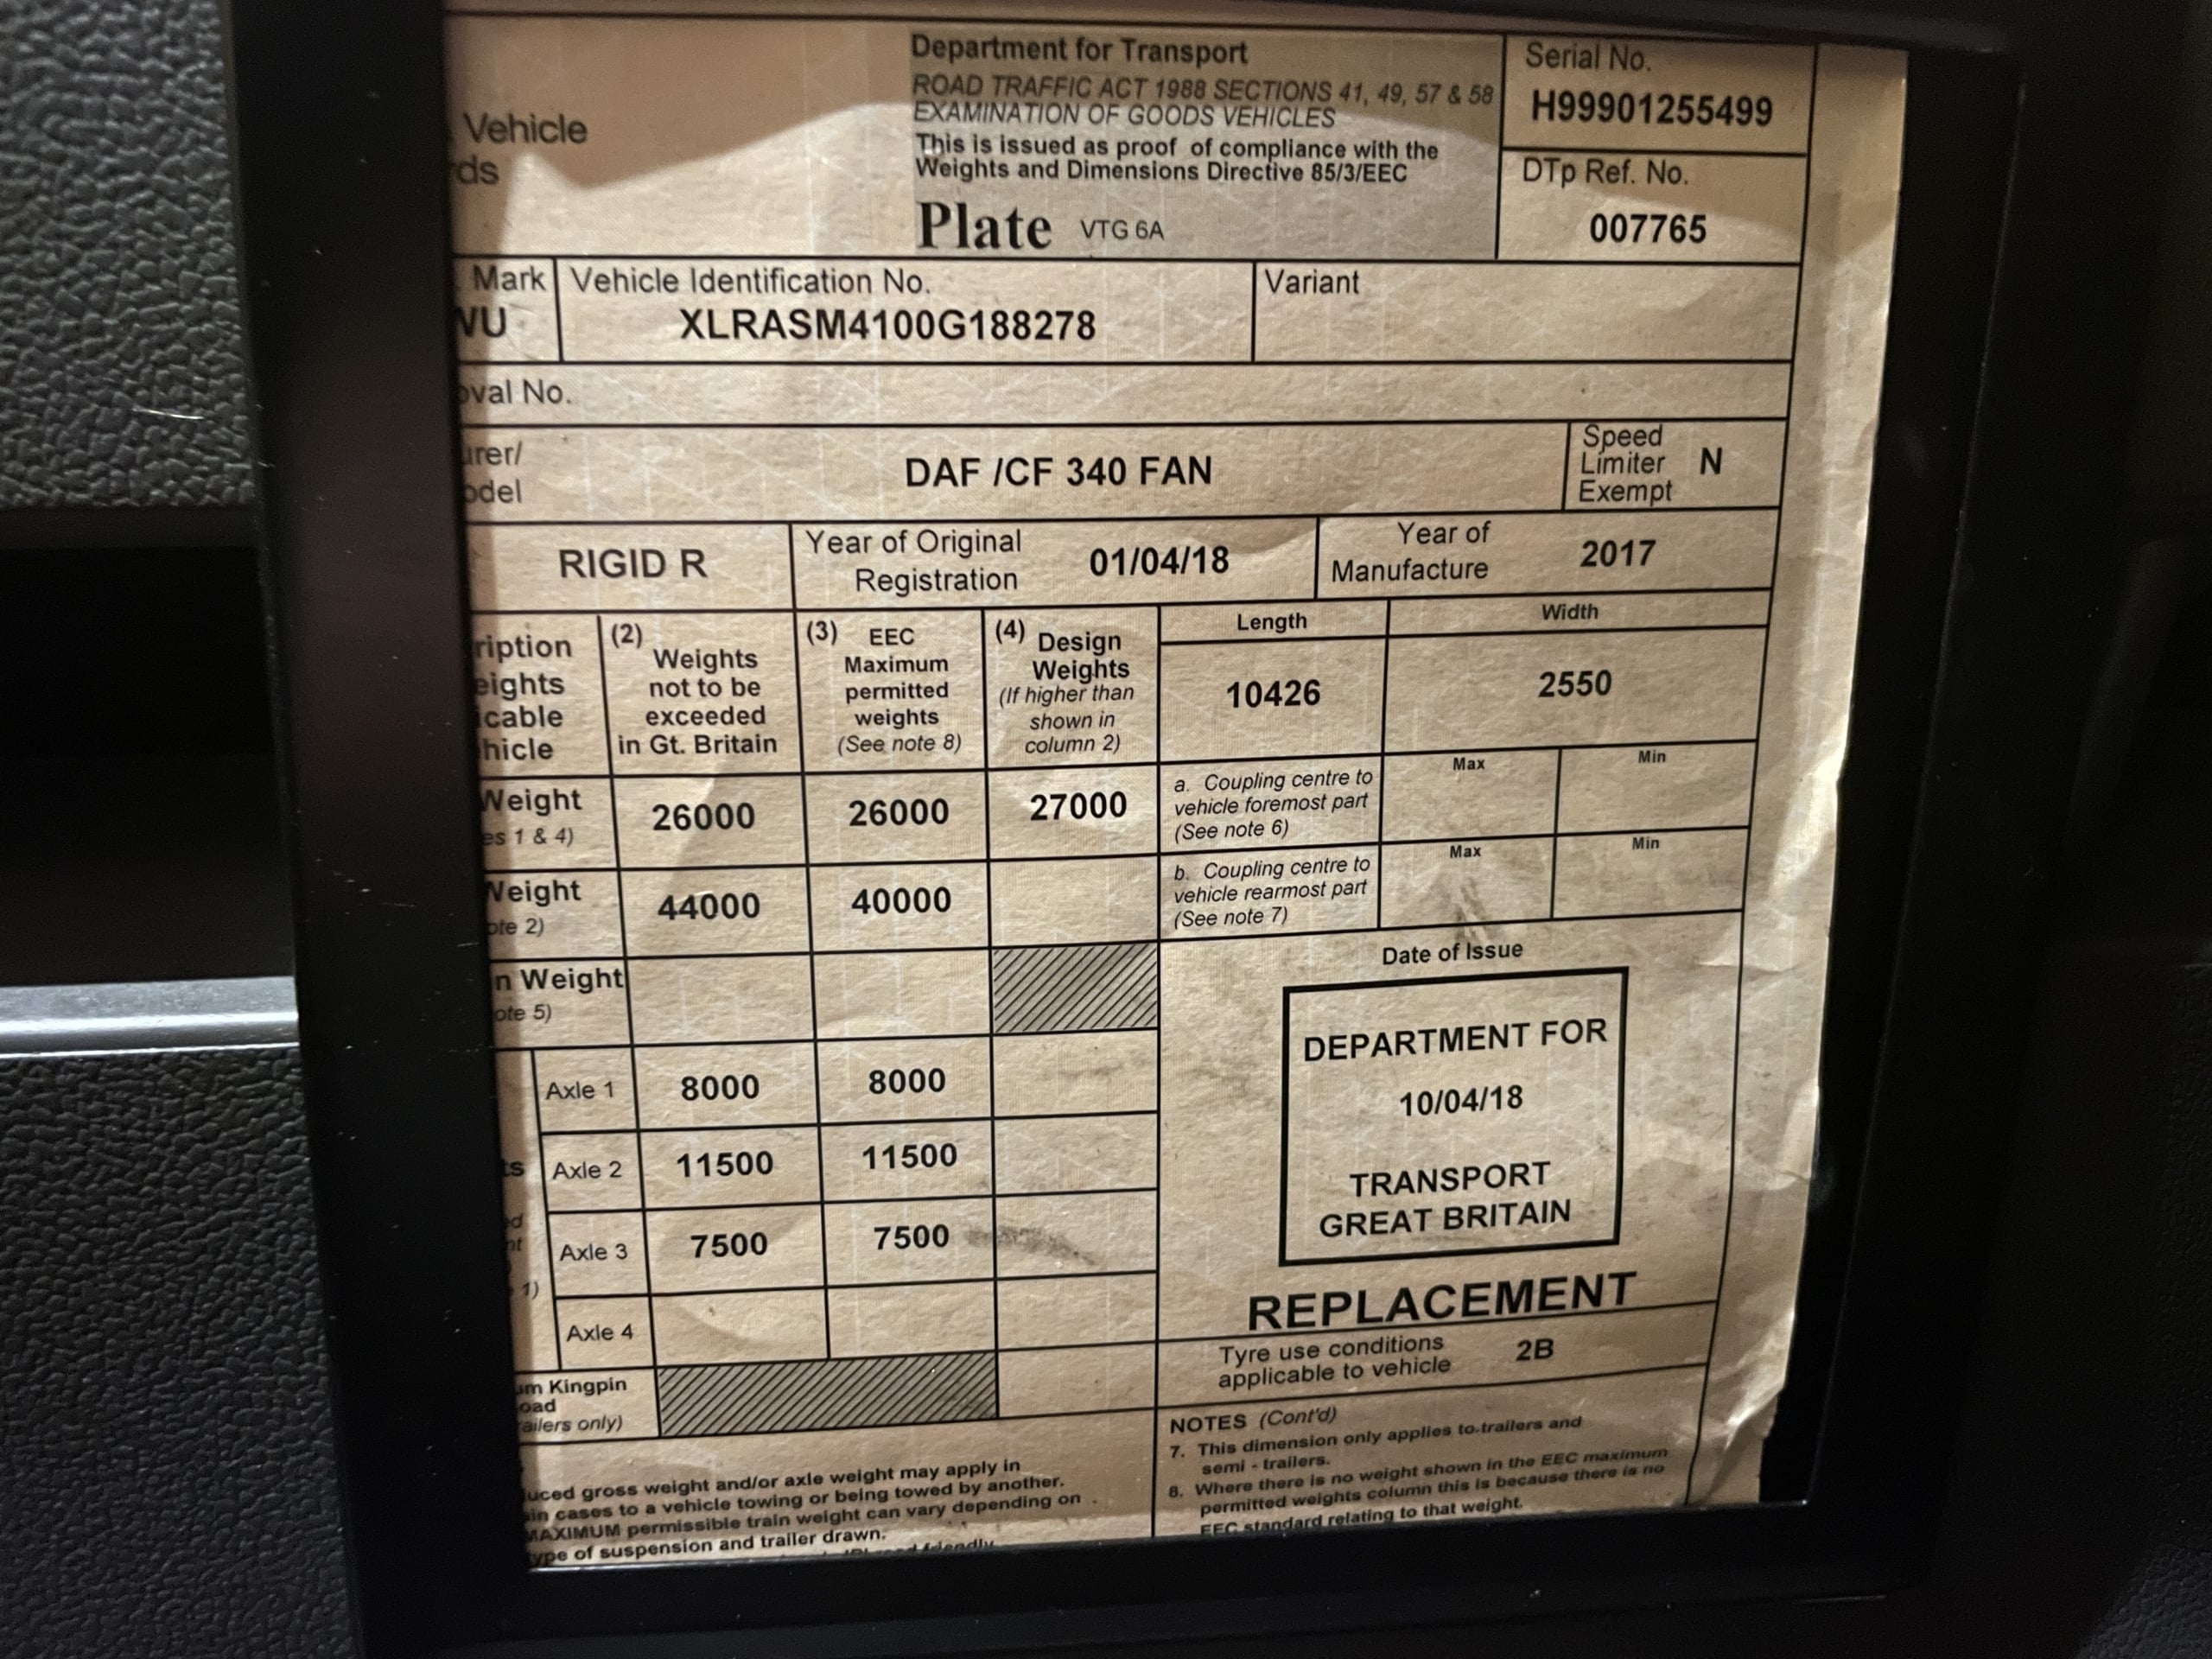 Department for Transport
ROAD TRAFFIC ACT 1988 SECTIONS 41, 49, 57 & 58
EXAMINATION OF GOODS VEHICLES
This is issued as proof of compliance with the
Weights and Dimensions Directive 85/3/EEC
Plate VTG 6A
Vehicle
ds
Serial No.
H99901255499
DTp Ref. No.
007765
Mark
WU
Vehicle Identification No.
XLRASM4100G188278
Variant
oval No.
urer/
odel
DAF /CF 340 FAN
Speed
Limiter
Exempt
N
RIGID R
Year of Original
Registration
01/04/18
Year of
Manufacture
2017
ription
eights
icable
hicle
(2)
Weights
not to be
exceeded
in Gt. Britain
(3) EEC
Maximum
permitted
weights
(See note 8)
(4) Design
Weights
(If higher than
shown in
column 2)
Length
10426
Width
2550
Weight
es 1 & 4)
26000
26000
27000
a. Coupling centre to
vehicle foremost part
(See note 6)
Max
Min
Weight
ote 2)
44000
40000
b. Coupling centre to
vehicle rearmost part
(See note 7)
Max
Min
n Weight
ote 5)
Date of Issue
DEPARTMENT FOR
10/04/18
TRANSPORT
GREAT BRITAIN
REPLACEMENT
ts
ed
nt
1)
Axle 1 8000 8000
Axle 2 11500 11500
Axle 3 7500 7500
Axle 4
Tyre use conditions
applicable to vehicle
2B
um Kingpin
oad
ailers only)
uced gross weight and/or axle weight may apply in
ain cases to a vehicle towing or being towed by another.
MAXIMUM permissible train weight can vary depending on
ype of suspension and trailer drawn.
friendly
NOTES (Cont'd)
7. This dimension only applies to trailers and
semi - trailers.
8. Where there is no weight shown in the EEC maximum
permitted weights column this is because there is no
EEC standard relating to that weight.